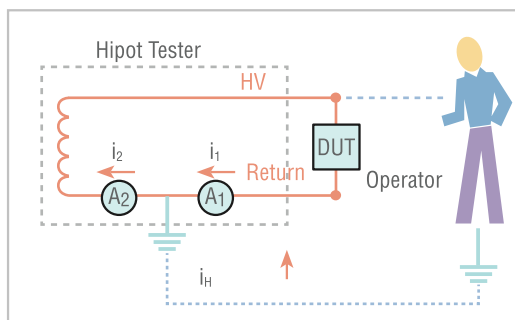 Hipot Tester
HV
i2
i1
DUT
Return
Operator
A2
A1
iH